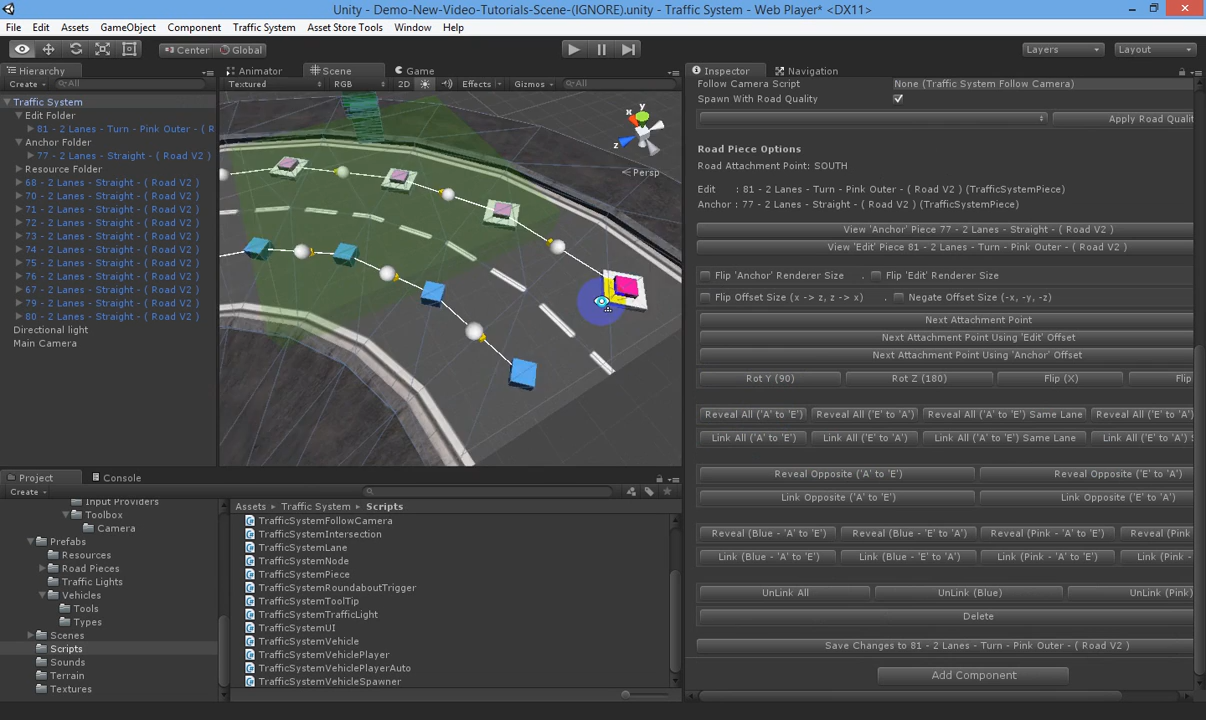 Unity - Demo-New-Video-Tutorials-Scene-(IGNORE).unity - Traffic System - Web Player* <DX11>
File Edit Assets GameObject Component Traffic System Asset Store Tools Window Help
Center Global Layers Layout
Hierarchy Animator Scene Game Inspector Navigation
Create All Textured RGB 2D Effects Gizmos All
Traffic System
Edit Folder
81 - 2 Lanes - Turn - Pink Outer - ( R
Anchor Folder
77 - 2 Lanes - Straight - ( Road V2 )
Resource Folder
68 - 2 Lanes - Straight - ( Road V2 )
70 - 2 Lanes - Straight - ( Road V2 )
71 - 2 Lanes - Straight - ( Road V2 )
72 - 2 Lanes - Straight - ( Road V2 )
73 - 2 Lanes - Straight - ( Road V2 )
74 - 2 Lanes - Straight - ( Road V2 )
75 - 2 Lanes - Straight - ( Road V2 )
76 - 2 Lanes - Straight - ( Road V2 )
67 - 2 Lanes - Straight - ( Road V2 )
79 - 2 Lanes - Straight - ( Road V2 )
80 - 2 Lanes - Straight - ( Road V2 )
Directional light
Main Camera
y
x
z
Persp
Follow Camera Script None (Traffic System Follow Camera)
Spawn With Road Quality
Apply Road Qualit
Road Piece Options
Road Attachment Point: SOUTH
Edit : 81 - 2 Lanes - Turn - Pink Outer - ( Road V2 ) (TrafficSystemPiece)
Anchor : 77 - 2 Lanes - Straight - ( Road V2 ) (TrafficSystemPiece)
View 'Anchor' Piece 77 - 2 Lanes - Straight - ( Road V2 )
View 'Edit' Piece 81 - 2 Lanes - Turn - Pink Outer - ( Road V2 )
Flip 'Anchor' Renderer Size . Flip 'Edit' Renderer Size
Flip Offset Size (x -> z, z -> x) . Negate Offset Size (-x, -y, -z)
Next Attachment Point
Next Attachment Point Using 'Edit' Offset
Next Attachment Point Using 'Anchor' Offset
Rot Y (90) Rot Z (180) Flip (X) Flip
Reveal All ('A' to 'E') Reveal All ('E' to 'A') Reveal All ('A' to 'E') Same Lane Reveal All ('E' to 'A')
Link All ('A' to 'E') Link All ('E' to 'A') Link All ('A' to 'E') Same Lane Link All ('E' to 'A') S
Reveal Opposite ('A' to 'E') Reveal Opposite ('E' to 'A')
Link Opposite ('A' to 'E') Link Opposite ('E' to 'A')
Reveal (Blue - 'A' to 'E') Reveal (Blue - 'E' to 'A') Reveal (Pink - 'A' to 'E') Reveal (Pink
Link (Blue - 'A' to 'E') Link (Blue - 'E' to 'A') Link (Pink - 'A' to 'E') Link (Pink -
UnLink All UnLink (Blue) UnLink (Pink)
Delete
Save Changes to 81 - 2 Lanes - Turn - Pink Outer - ( Road V2 )
Add Component
Project Console
Create
Input Providers
Toolbox
Camera
Prefabs
Resources
Road Pieces
Traffic Lights
Vehicles
Tools
Types
Scenes
Scripts
Sounds
Terrain
Textures
Assets Traffic System Scripts
TrafficSystemFollowCamera
TrafficSystemIntersection
TrafficSystemLane
TrafficSystemNode
TrafficSystemPiece
TrafficSystemRoundaboutTrigger
TrafficSystemToolTip
TrafficSystemTrafficLight
TrafficSystemUI
TrafficSystemVehicle
TrafficSystemVehiclePlayer
TrafficSystemVehiclePlayerAuto
TrafficSystemVehicleSpawner